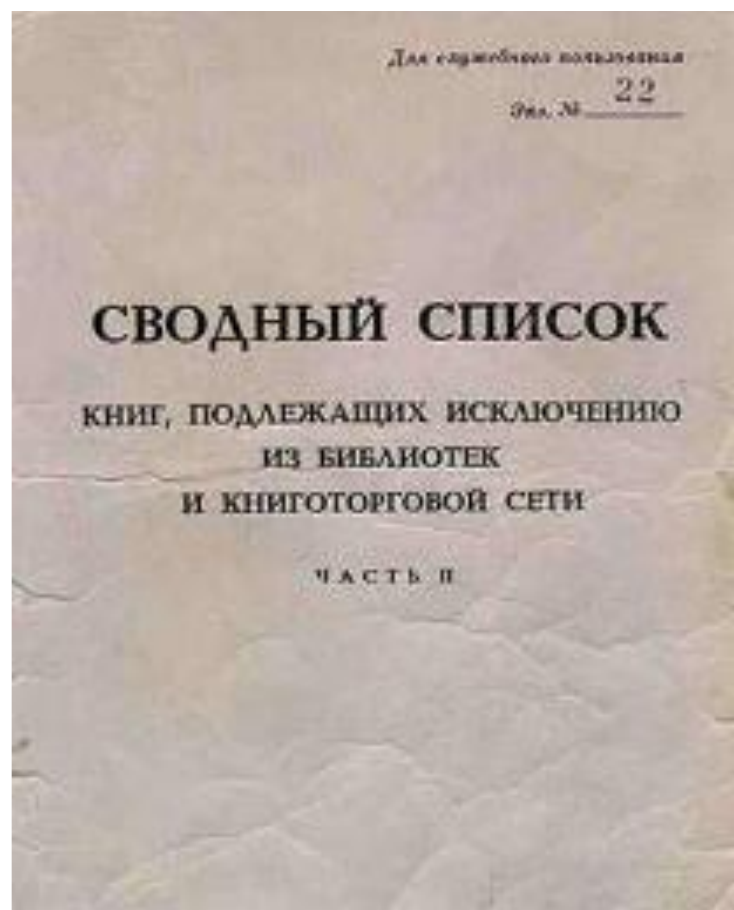 Для служебного пользования
Экз. № 22
СВОДНЫЙ СПИСОК
КНИГ, ПОДЛЕЖАЩИХ ИСКЛЮЧЕНИЮ
ИЗ БИБЛИОТЕК
И КНИГОТОРГОВОЙ СЕТИ
ЧАСТЬ II